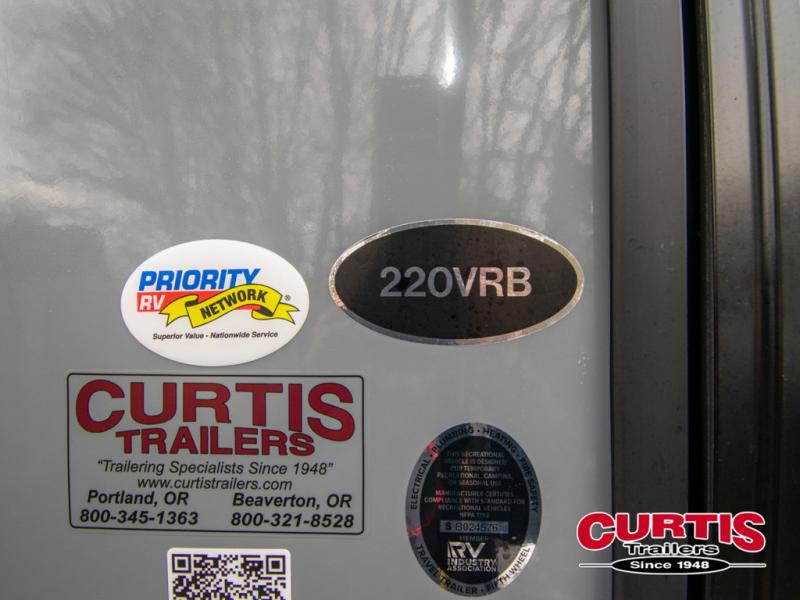 PRIORITY
RV NETWORK®
Superior Value - Nationwide Service
220VRB
CURTIS
TRAILERS
"Trailering Specialists Since 1948"
www.curtistrailers.com
Portland, OR Beaverton, OR
800-345-1363 800-321-8528
ELECTRICAL • PLUMBING • HEATING • FIRE SAFETY
THIS RECREATIONAL
VEHICLE IS DESIGNED
FOR TEMPORARY
RECREATIONAL, CAMPING,
OR SEASONAL USE
MANUFACTURER CERTIFIES
COMPLIANCE WITH STANDARD FOR
RECREATIONAL VEHICLES
NFPA 1192
MEMBER
RV
INDUSTRY
ASSOCIATION
TRAVEL TRAILER - FIFTH WHEEL
CURTIS
Trailers
Since 1948